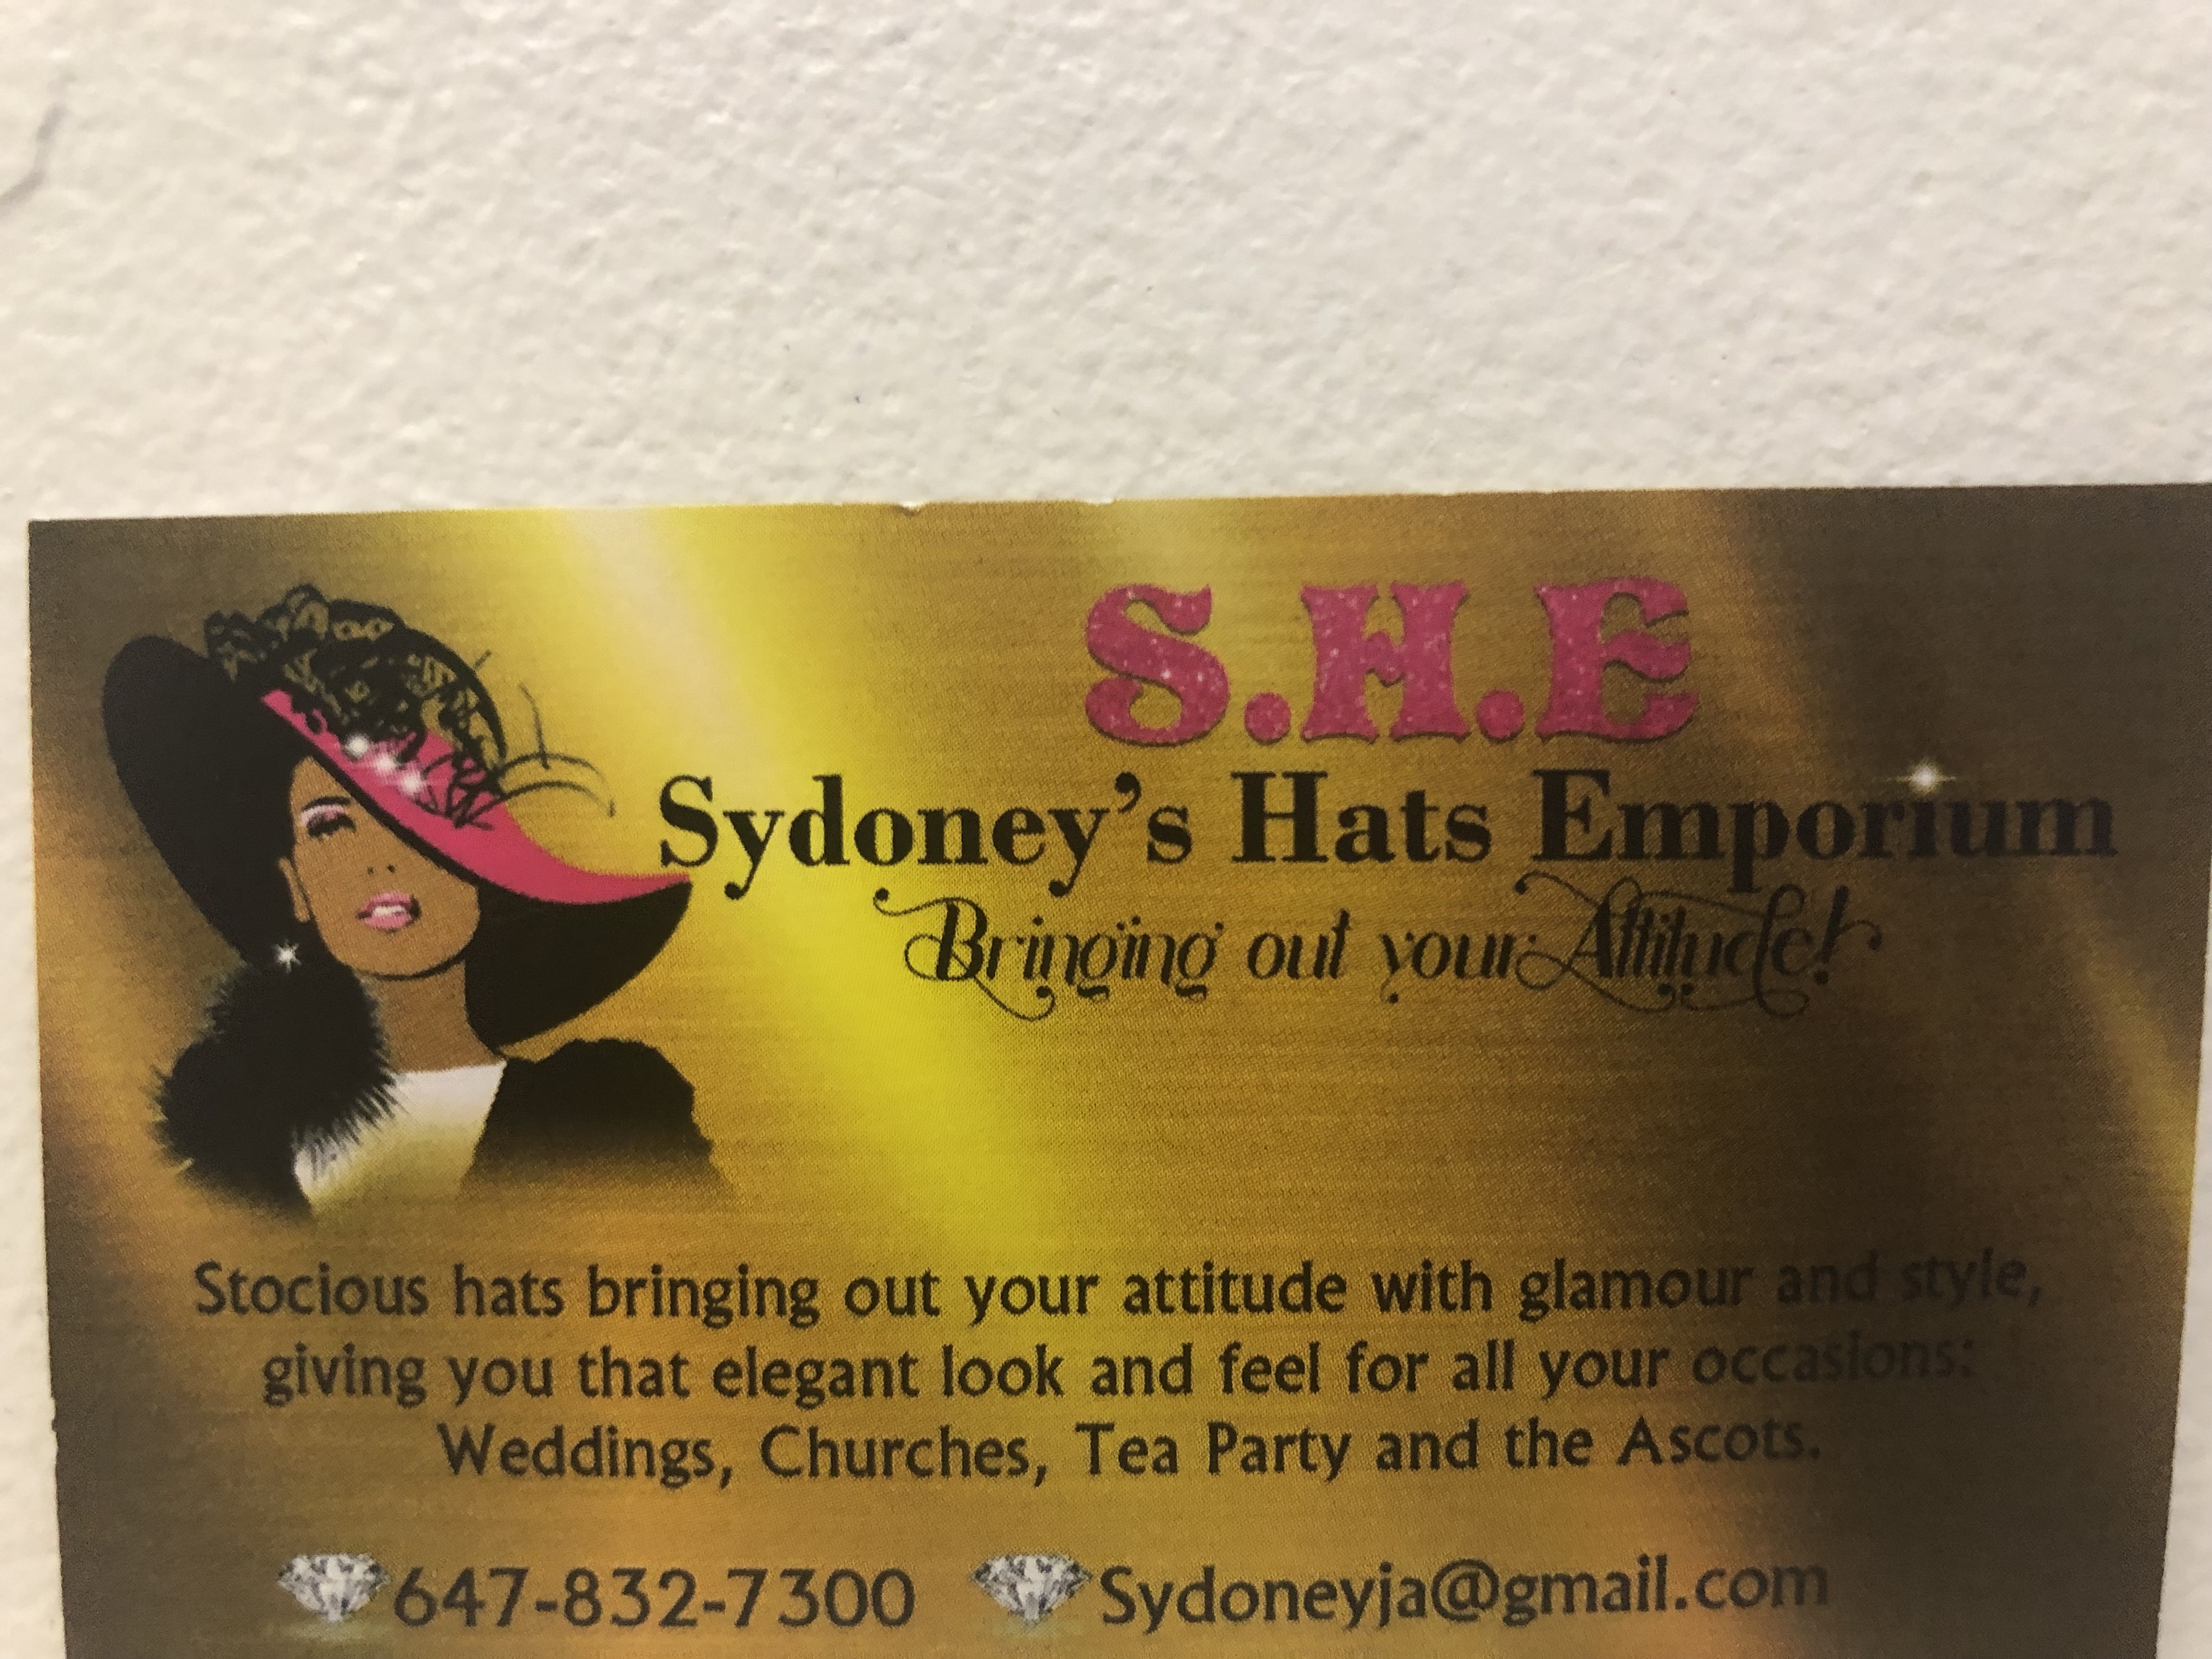 S.H.E
Sydoney's Hats Emporium
Bringing out your Attitude!
Stocious hats bringing out your attitude with glamour and style,
giving you that elegant look and feel for all your occasions:
Weddings, Churches, Tea Party and the Ascots.
647-832-7300 Sydoneyja@gmail.com